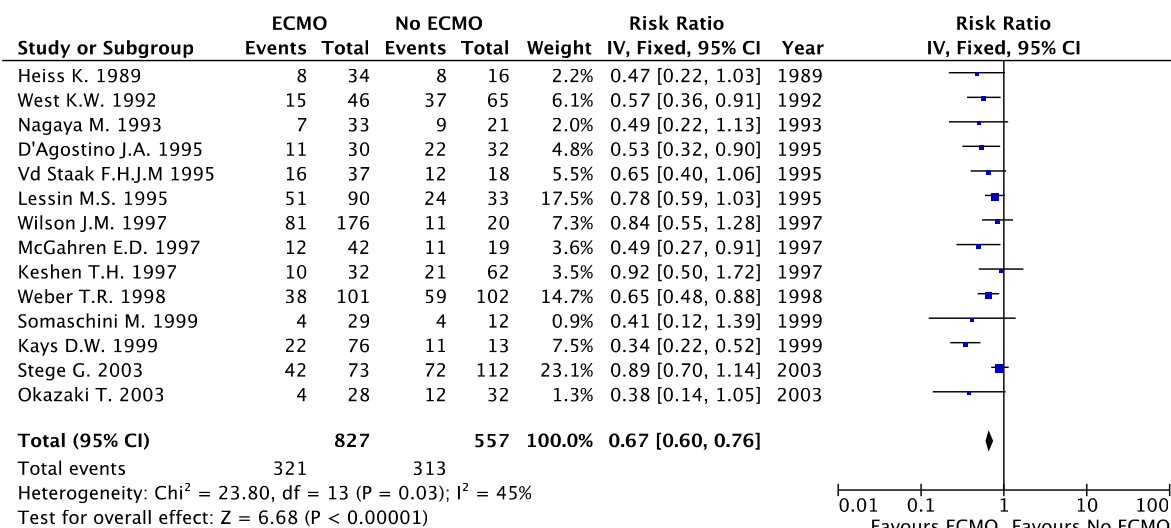 ECMO No ECMO Risk Ratio Risk Ratio
Study or Subgroup Events Total Events Total Weight IV, Fixed, 95% CI Year IV, Fixed, 95% CI
Heiss K. 1989 8 34 8 16 2.2% 0.47 [0.22, 1.03] 1989
West K.W. 1992 15 46 37 65 6.1% 0.57 [0.36, 0.91] 1992
Nagaya M. 1993 7 33 9 21 2.0% 0.49 [0.22, 1.13] 1993
D'Agostino J.A. 1995 11 30 22 32 4.8% 0.53 [0.32, 0.90] 1995
Vd Staak F.H.J.M 1995 16 37 12 18 5.5% 0.65 [0.40, 1.06] 1995
Lessin M.S. 1995 51 90 24 33 17.5% 0.78 [0.59, 1.03] 1995
Wilson J.M. 1997 81 176 11 20 7.3% 0.84 [0.55, 1.28] 1997
McGahren E.D. 1997 12 42 11 19 3.6% 0.49 [0.27, 0.91] 1997
Keshen T.H. 1997 10 32 21 62 3.5% 0.92 [0.50, 1.72] 1997
Weber T.R. 1998 38 101 59 102 14.7% 0.65 [0.48, 0.88] 1998
Somaschini M. 1999 4 29 4 12 0.9% 0.41 [0.12, 1.39] 1999
Kays D.W. 1999 22 76 11 13 7.5% 0.34 [0.22, 0.52] 1999
Stege G. 2003 42 73 72 112 23.1% 0.89 [0.70, 1.14] 2003
Okazaki T. 2003 4 28 12 32 1.3% 0.38 [0.14, 1.05] 2003
Total (95% CI) 827 557 100.0% 0.67 [0.60, 0.76]
Total events 321 313
Heterogeneity: Chi² = 23.80, df = 13 (P = 0.03); I² = 45%
Test for overall effect: Z = 6.68 (P < 0.00001)
0.01 0.1 1 10 100
Favours ECMO Favours No ECMO